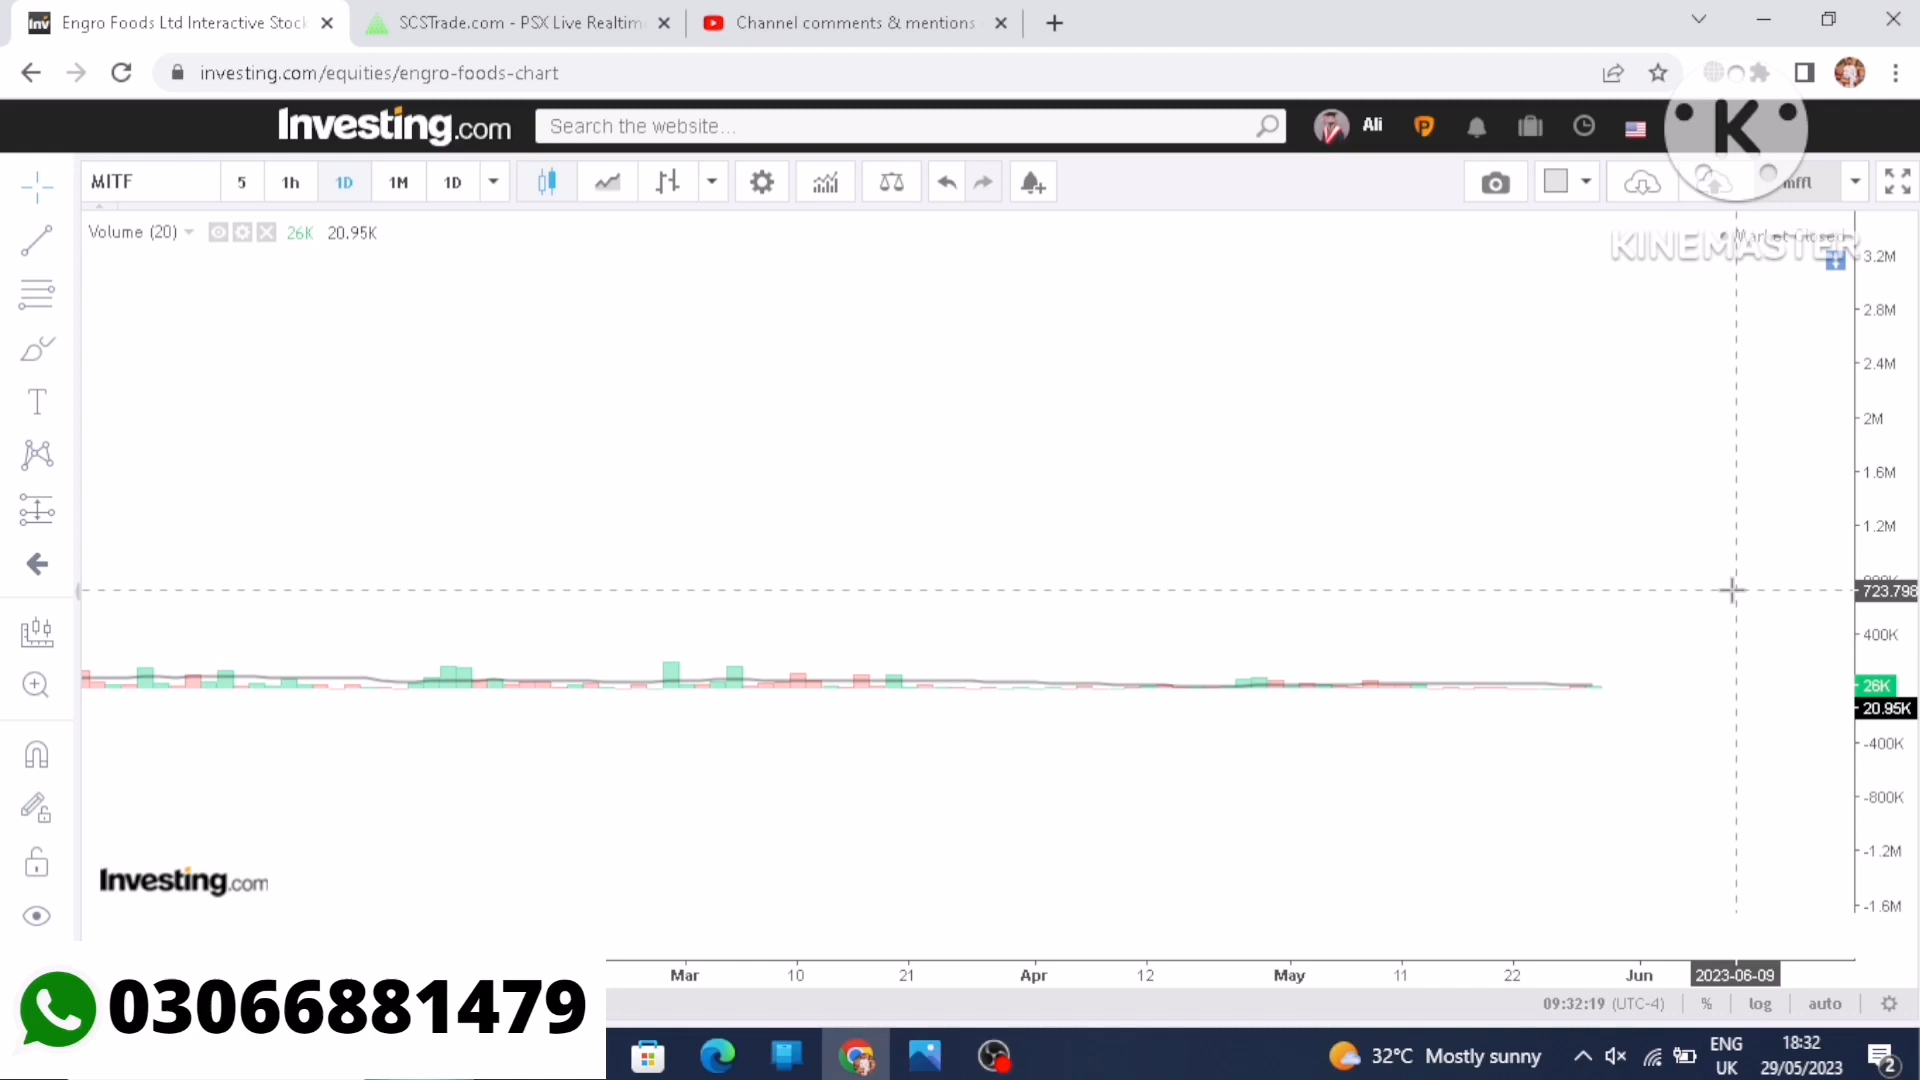 Engro Foods Ltd Interactive Stock
SCSTrade.com - PSX Live Realtim
Channel comments & mentions
investing.com/equities/engro-foods-chart
Investing.com
Search the website...
Ali
K
MITF
5
1h
1D
1M
1D
mffl
Volume (20)
26K
20.95K
Market Closed
KINEMASTER
3.2M
2.8M
2.4M
2M
1.6M
1.2M
723.798
400K
26K
20.95K
-400K
-800K
-1.2M
-1.6M
Investing.com
Mar
10
21
Apr
12
May
11
22
Jun
2023-06-09
09:32:19 (UTC-4)
%
log
auto
03066881479
32°C Mostly sunny
ENG
UK
18:32
29/05/2023
2